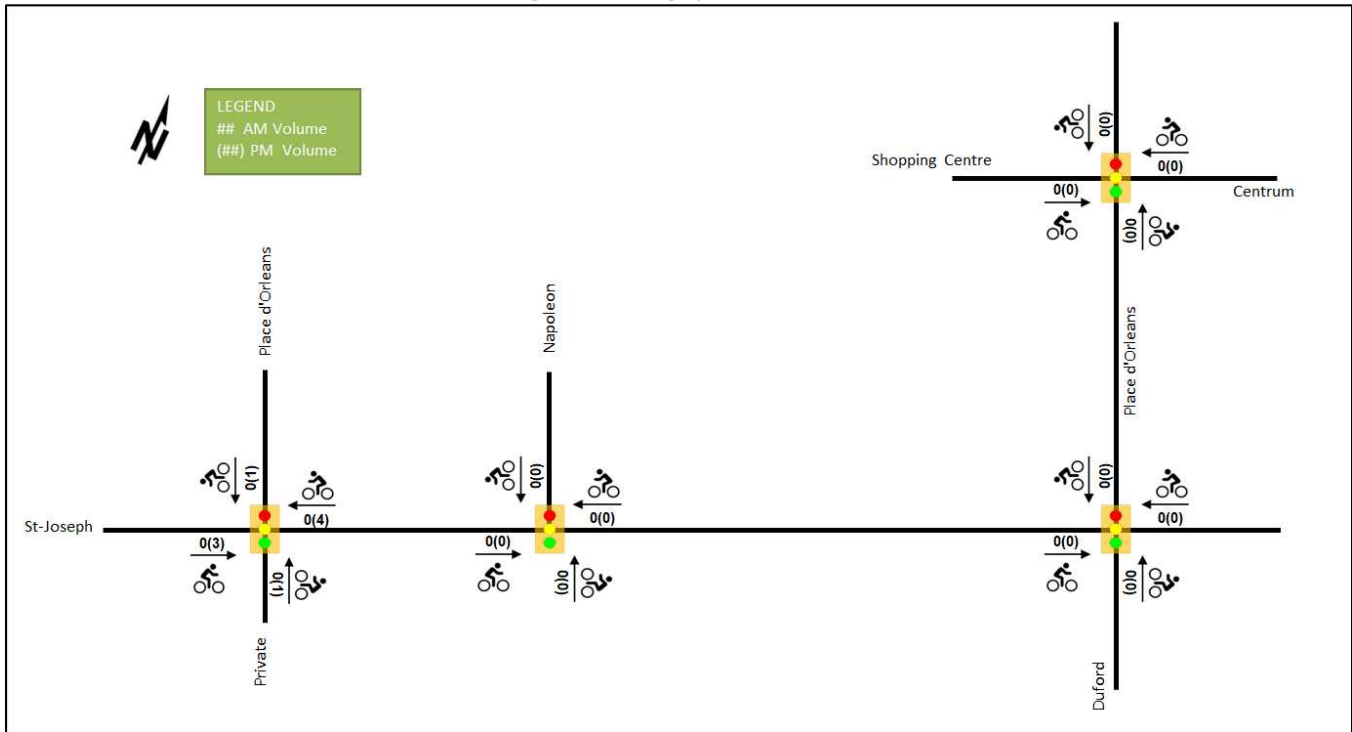 LEGEND
## AM Volume
(##) PM Volume
Shopping Centre
0(0)
0(0)
0(0)
0(0)
Centrum
Place d'Orleans
Napoleon
Place d'Orleans
St-Joseph
0(1)
0(4)
0(3)
0(1)
Private
0(0)
0(0)
0(0)
0(0)
0(0)
0(0)
0(0)
0(0)
Duford